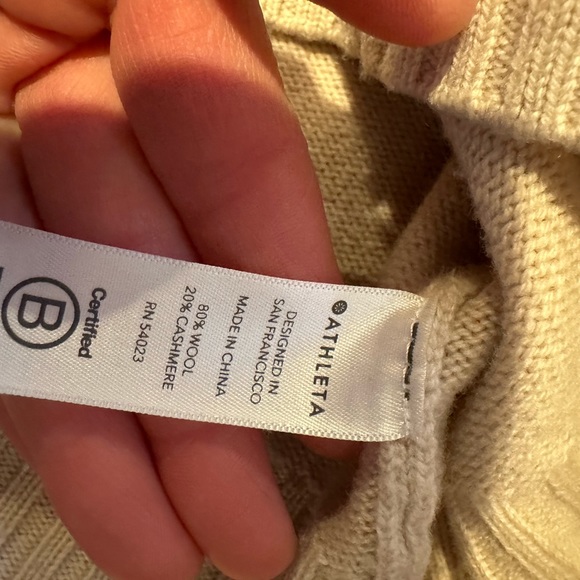 ATHLETA
DESIGNED IN
SAN FRANCISCO
MADE IN CHINA
80% WOOL
20% CASHMERE
RN 54023
Certified
B